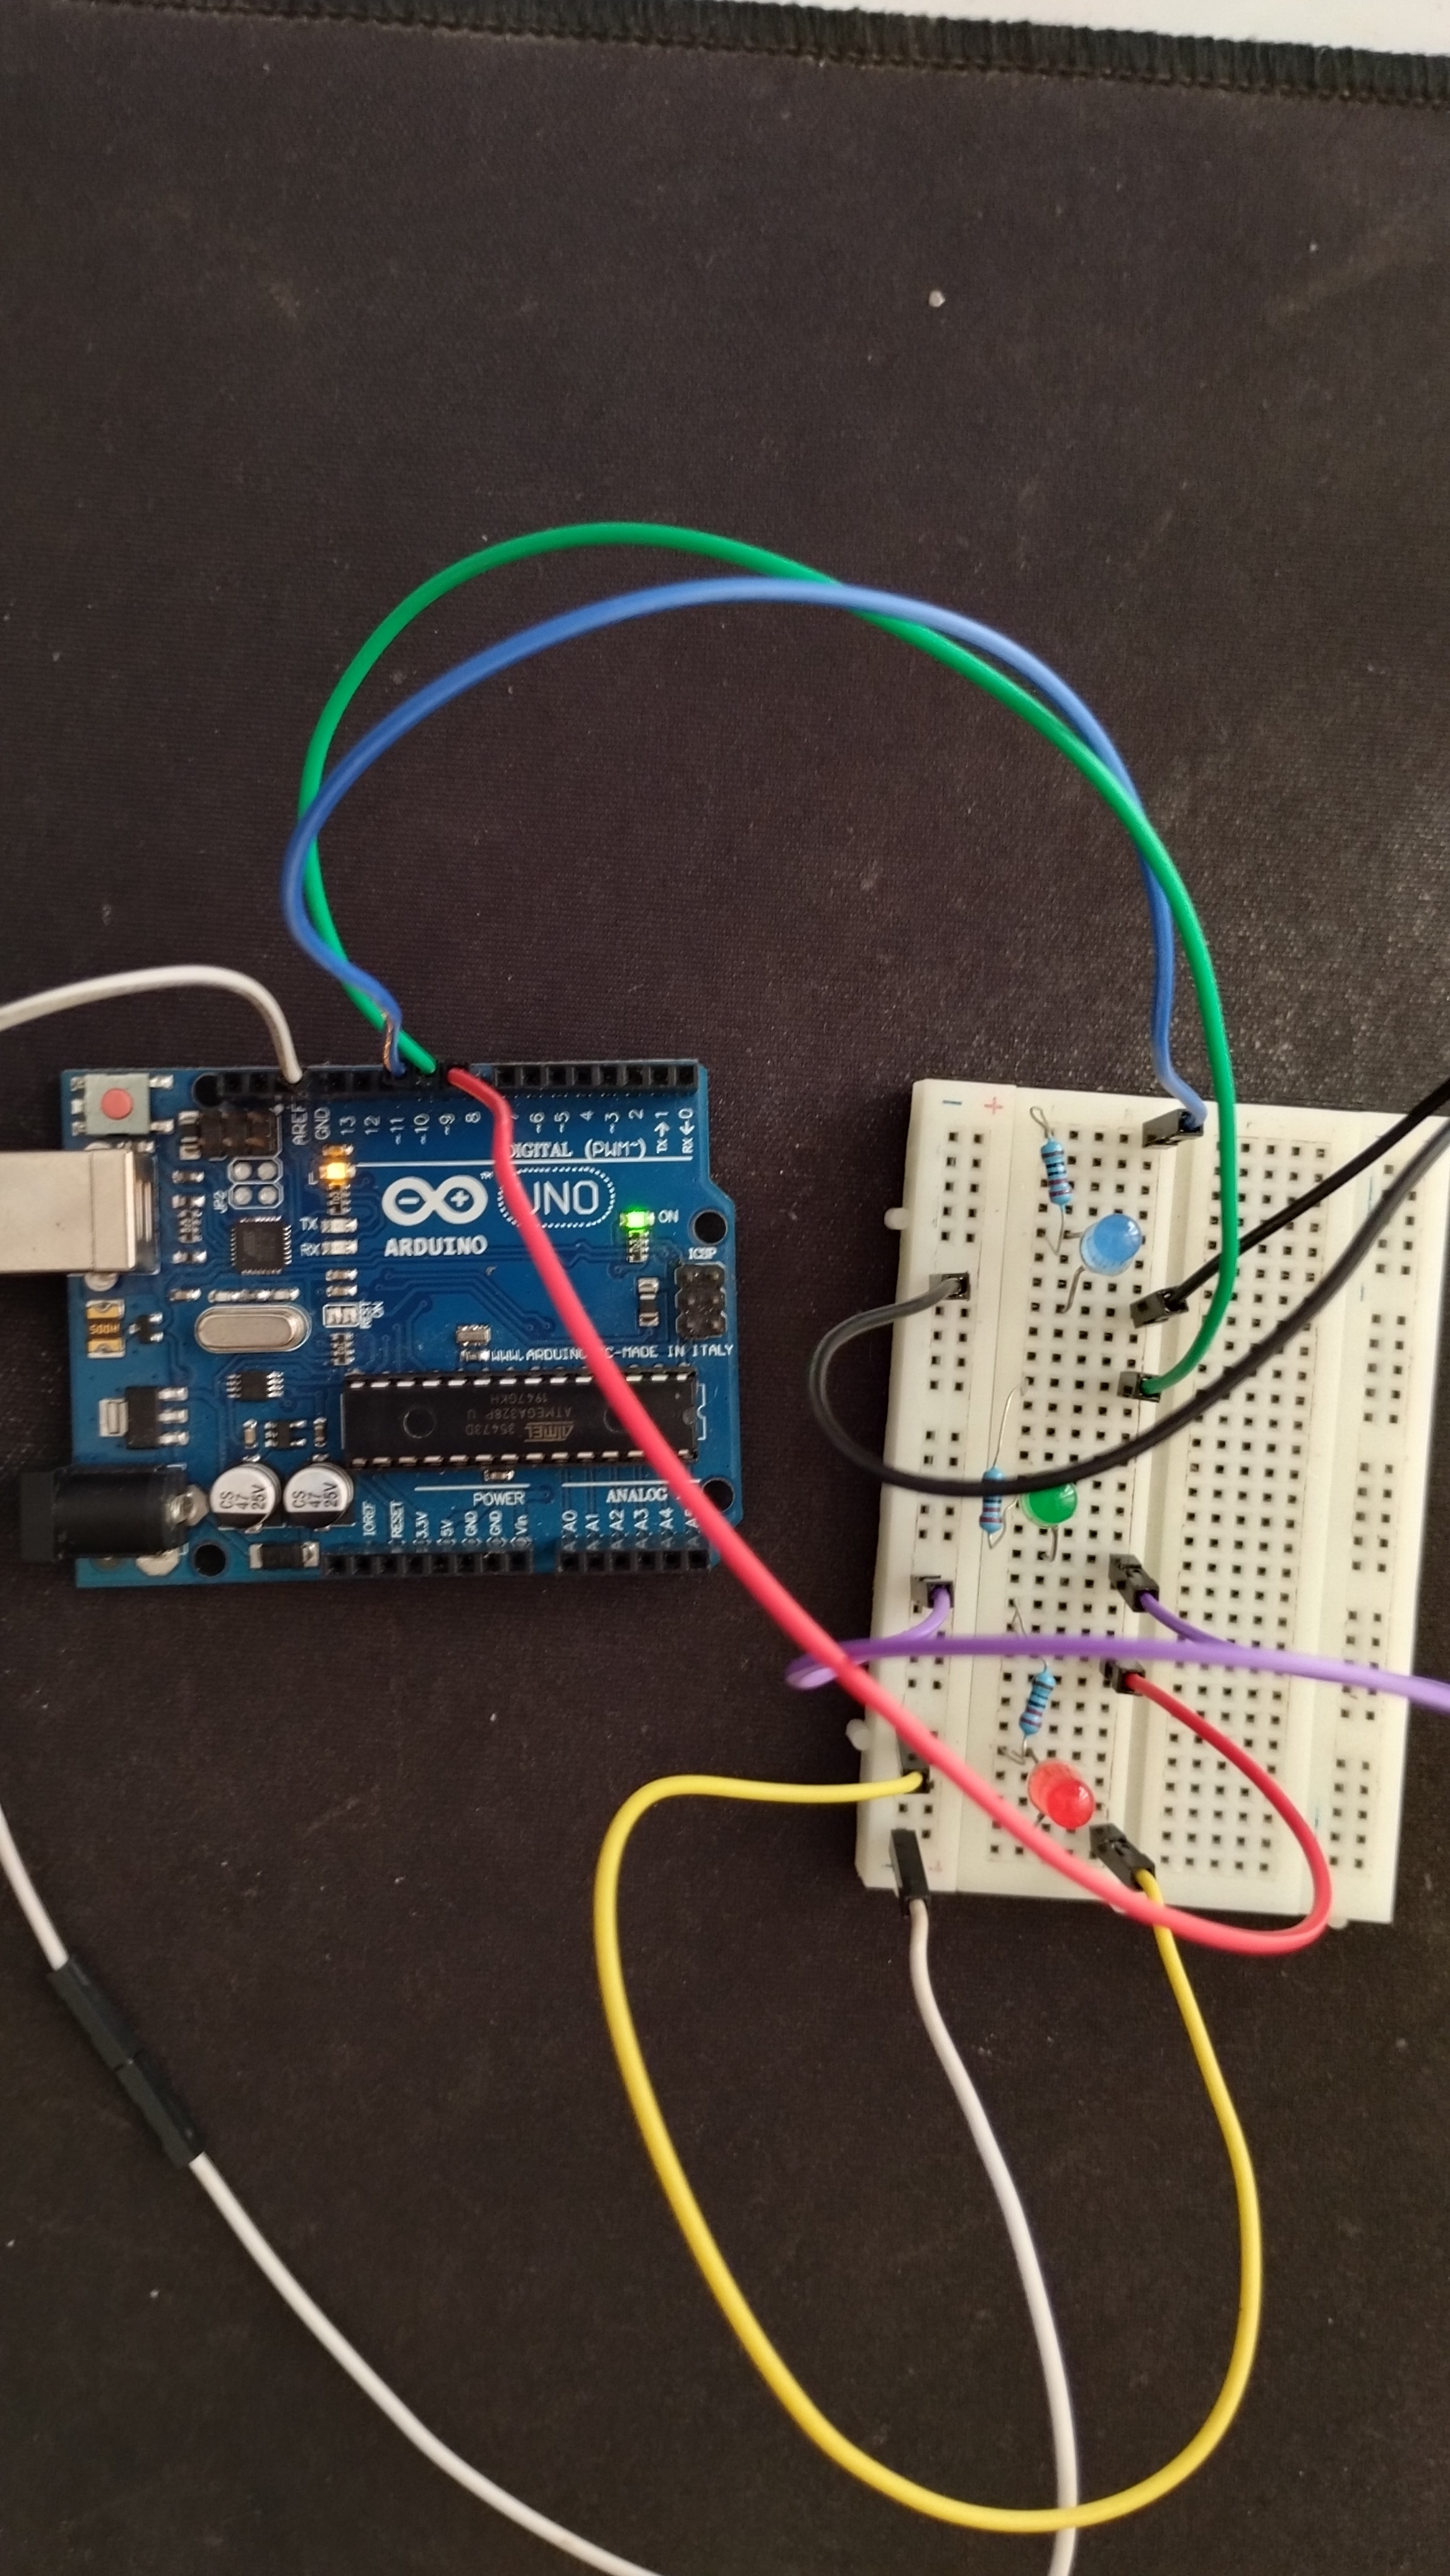 AREF
GND
13
12
~11
~10
~9
8
~6
~5
4
~3
2
TX→1
RX←0
DIGITAL (PWM~)
TX
RX
ARDUINO
UNO
ON
ICSP
WWW.ARDUINO.CC-MADE IN ITALY
ATMEL
ATMEGA328P
CS
47
25V
CS
47
25V
POWER
ANALOG
IOREF
RESET
3.3V
5V
GND
GND
Vin
A0
A1
A2
A3
A4
− +